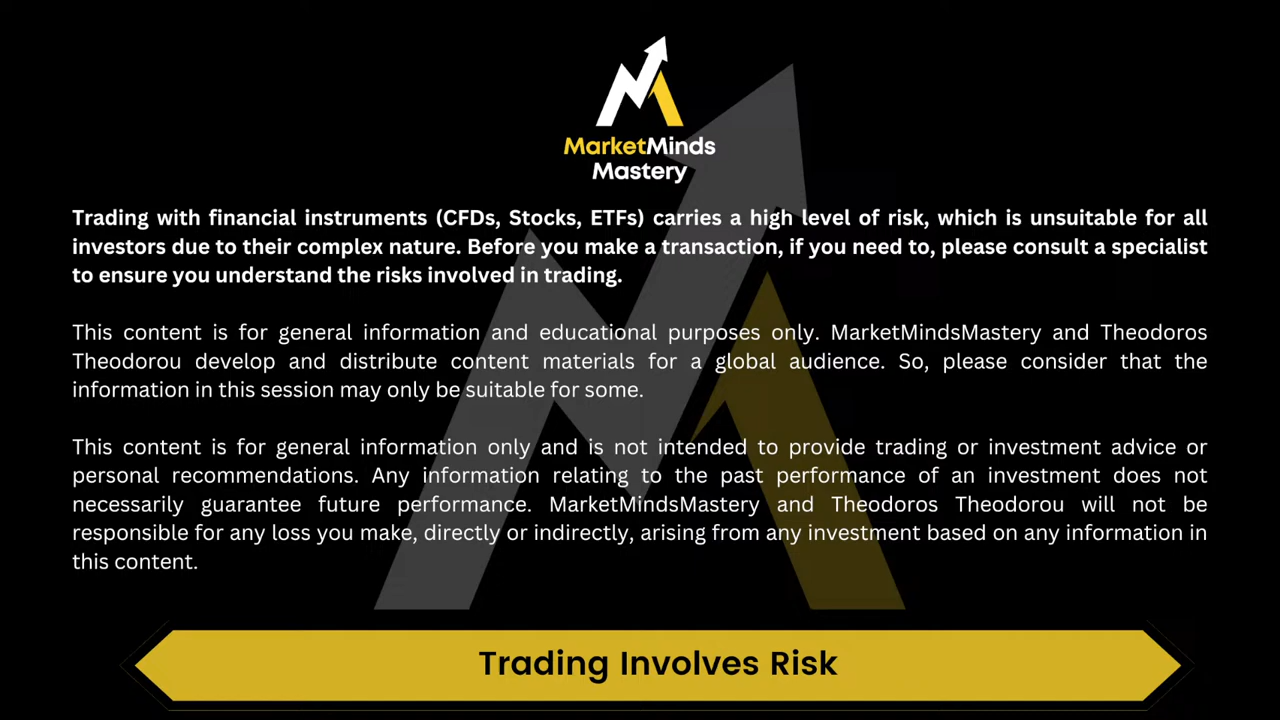 MarketMinds
Mastery
Trading with financial instruments (CFDs, Stocks, ETFs) carries a high level of risk, which is unsuitable for all
investors due to their complex nature. Before you make a transaction, if you need to, please consult a specialist
to ensure you understand the risks involved in trading.
This content is for general information and educational purposes only. MarketMindsMastery and Theodoros
Theodorou develop and distribute content materials for a global audience. So, please consider that the
information in this session may only be suitable for some.
This content is for general information only and is not intended to provide trading or investment advice or
personal recommendations. Any information relating to the past performance of an investment does not
necessarily guarantee future performance. MarketMindsMastery and Theodoros Theodorou will not be
responsible for any loss you make, directly or indirectly, arising from any investment based on any information in
this content.
Trading Involves Risk